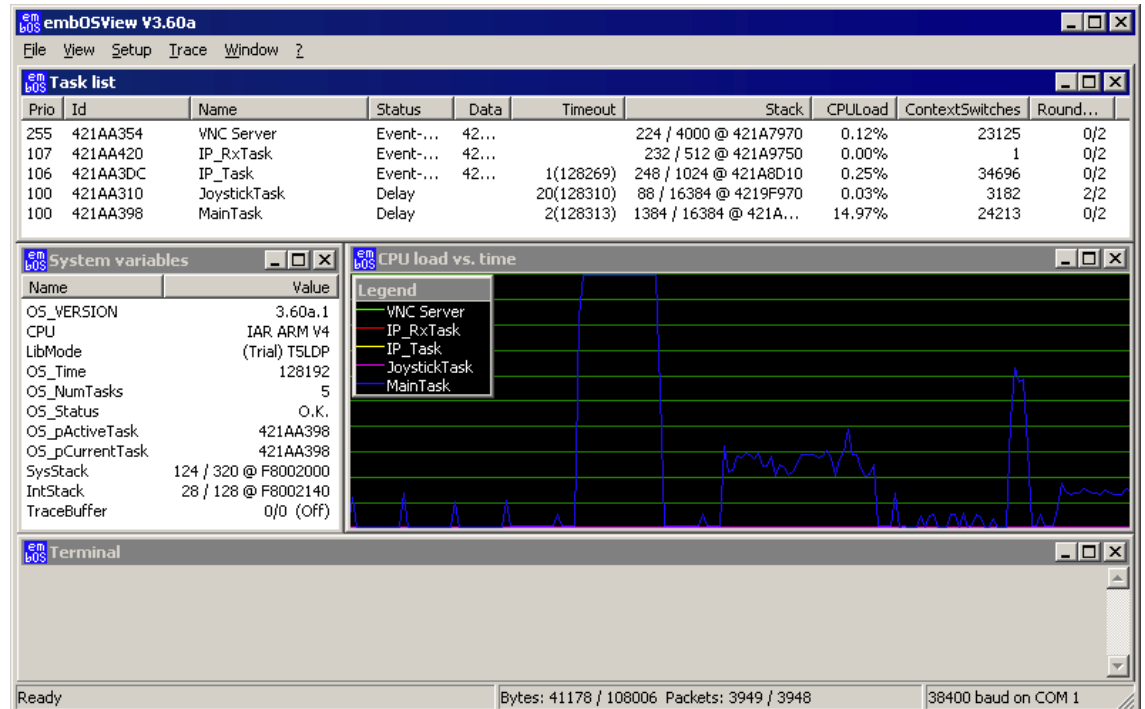 embOSView V3.60a
File View Setup Trace Window ?
Task list
Prio Id Name Status Data Timeout Stack CPULoad ContextSwitches Round...
255 421AA354 VNC Server Event-... 42... 224 / 4000 @ 421A7970 0.12% 23125 0/2
107 421AA420 IP_RxTask Event-... 42... 232 / 512 @ 421A9750 0.00% 1 0/2
106 421AA3DC IP_Task Event-... 42... 1(128269) 248 / 1024 @ 421A8D10 0.25% 34696 0/2
100 421AA310 JoystickTask Delay 20(128310) 88 / 16384 @ 4219F970 0.03% 3182 2/2
100 421AA398 MainTask Delay 2(128313) 1384 / 16384 @ 421A... 14.97% 24213 0/2
System variables
Name Value
OS_VERSION 3.60a.1
CPU IAR ARM V4
LibMode (Trial) T5LDP
OS_Time 128192
OS_NumTasks 5
OS_Status O.K.
OS_pActiveTask 421AA398
OS_pCurrentTask 421AA398
SysStack 124 / 320 @ F8002000
IntStack 28 / 128 @ F8002140
TraceBuffer 0/0 (Off)
CPU load vs. time
Legend
VNC Server
IP_RxTask
IP_Task
JoystickTask
MainTask
Terminal
Ready Bytes: 41178 / 108006 Packets: 3949 / 3948 38400 baud on COM 1